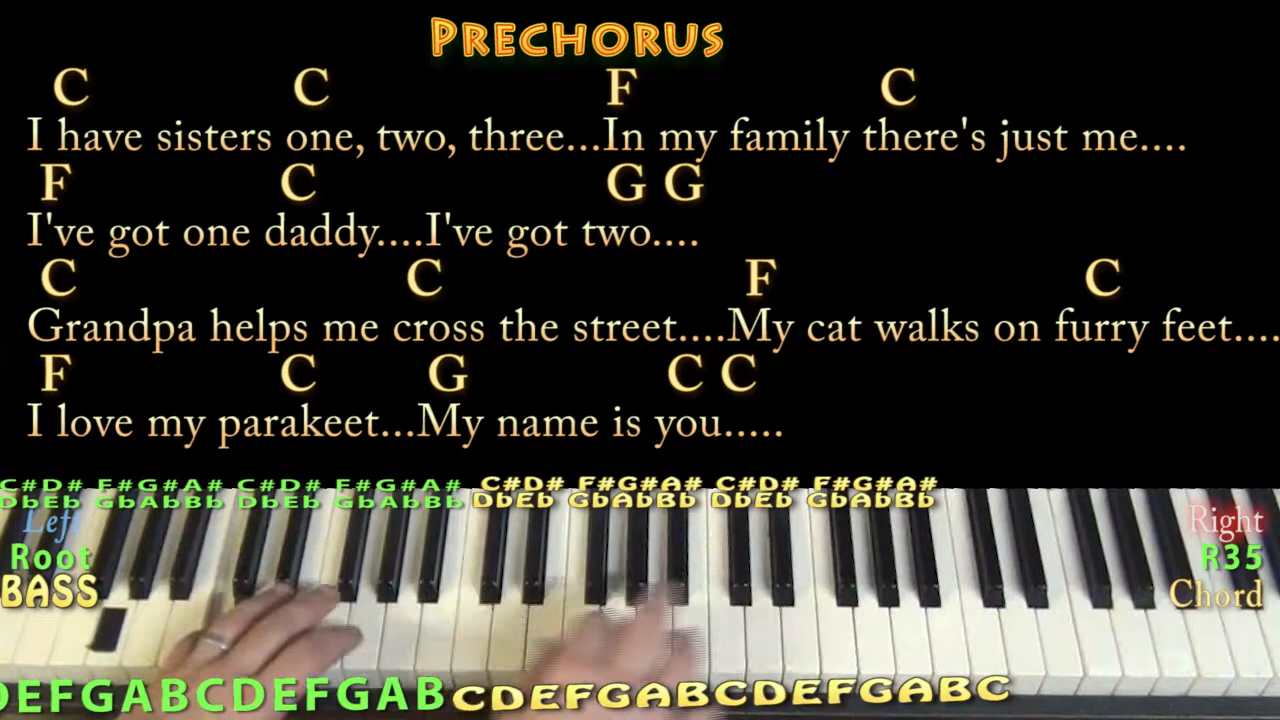 PRECHORUS
C C F C
I have sisters one, two, three...In my family there's just me....
F C G G
I've got one daddy....I've got two....
C C F C
Grandpa helps me cross the street....My cat walks on furry feet....
F C G C C
I love my parakeet...My name is you.....
C#D# F#G#A# C#D# F#G#A# C#D# F#G#A# C#D# F#G#A#
DbEb GbAbBb DbEb GbAbBb DbEb GbAbBb DbEb GbAbBb
Left Right
Root R35
BASS Chord
DEFGABCDEFGAB CDEFGABCDEFGABC